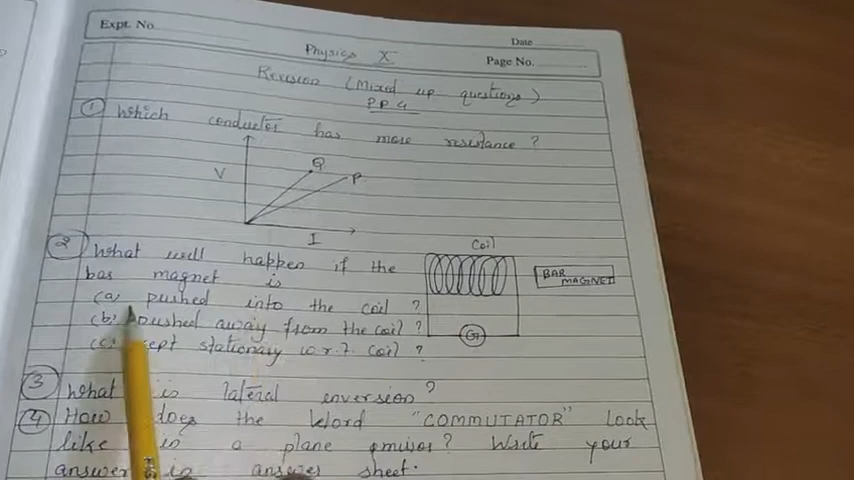 Expt. No.
Date
Physics X
Page No.
Revision (Mixed up questions)
PPG
① Which conductor has more resistance ?
V
Q
P
I
② What will happen if the
bar magnet is
(a) pushed into the coil ?
(b) pushed away from the coil ?
(c) kept stationary w.r.t. coil ?
Coil
BAR
MAGNET
G
③ What is lateral inversion ?
④ How does the word "COMMUTATOR" look
like in a plane mirror? Write your
answer in answer sheet.